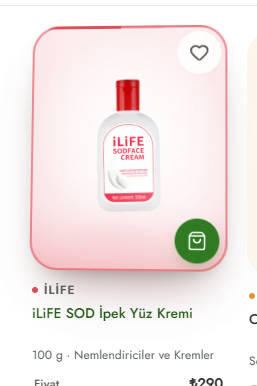 iLiFE
SODFACE
CREAM
İLİFE
iLiFE SOD İpek Yüz Kremi
100 g · Nemlendiriciler ve Kremler
Fiyat
₺290